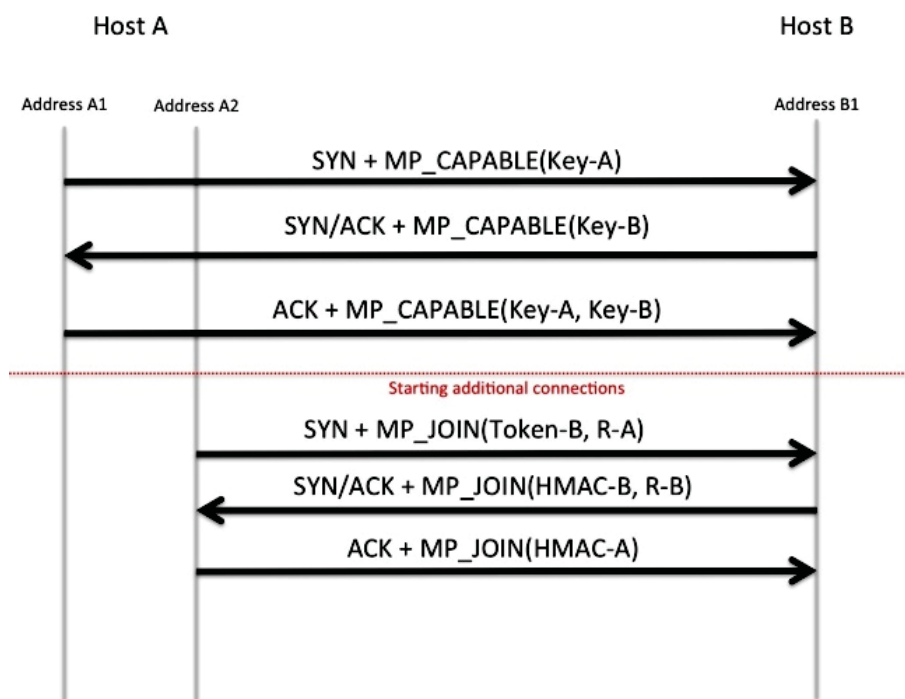 Host A
Host B
Address A1
Address A2
Address B1
SYN + MP_CAPABLE(Key-A)
SYN/ACK + MP_CAPABLE(Key-B)
ACK + MP_CAPABLE(Key-A, Key-B)
Starting additional connections
SYN + MP_JOIN(Token-B, R-A)
SYN/ACK + MP_JOIN(HMAC-B, R-B)
ACK + MP_JOIN(HMAC-A)